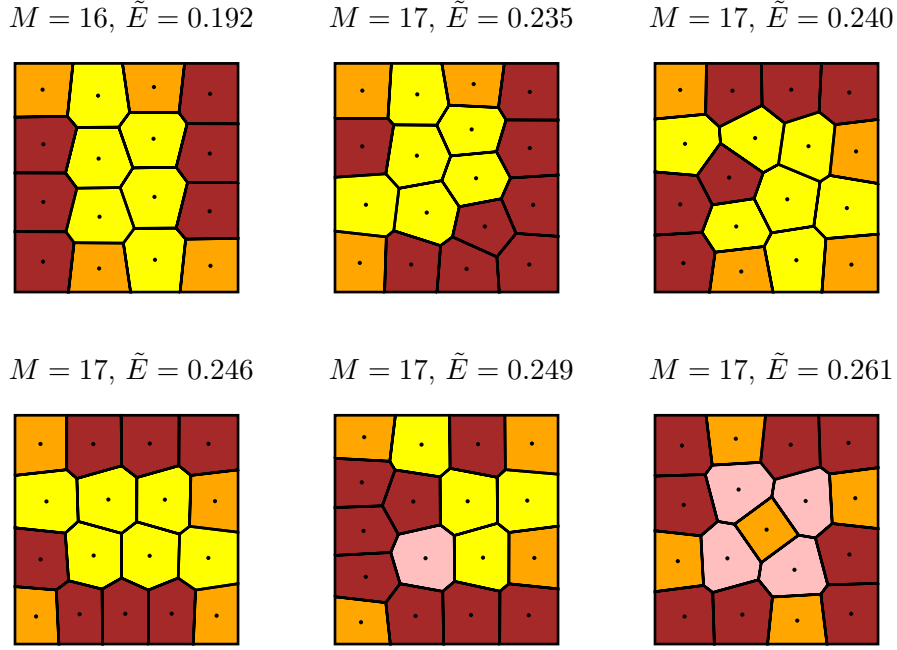 M = 16, Ẽ = 0.192
M = 17, Ẽ = 0.235
M = 17, Ẽ = 0.240
M = 17, Ẽ = 0.246
M = 17, Ẽ = 0.249
M = 17, Ẽ = 0.261